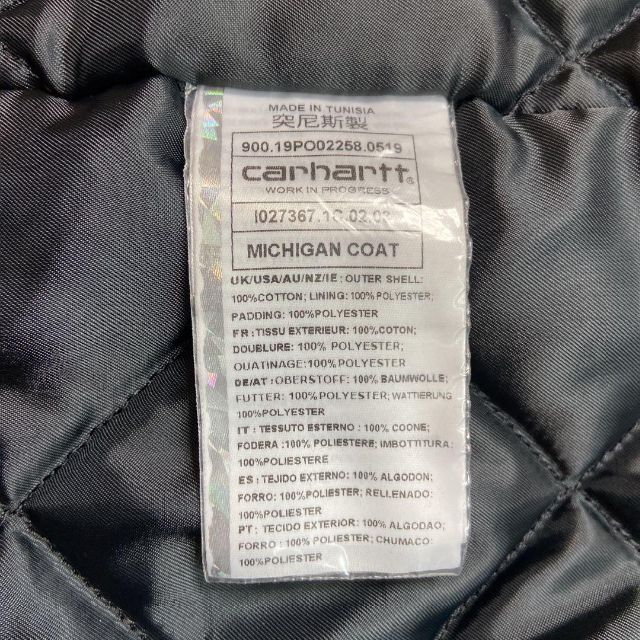 MADE IN TUNISIA
突尼斯製
900.19PO02258.0519
carhartt®
WORK IN PROGRESS
MICHIGAN COAT
UK/USA/AU/NZ/IE: OUTER SHELL:
100%COTTON; LINING: 100%POLYESTER;
PADDING: 100%POLYESTER
FR: TISSU EXTERIEUR: 100%COTON;
DOUBLURE: 100% POLYESTER;
OUATINAGE: 100%POLYESTER
DE/AT: OBERSTOFF: 100% BAUMWOLLE;
FUTTER: 100%POLYESTER; WATTIERUNG
100%POLYESTER
IT: TESSUTO ESTERNO: 100% COONE;
FODERA :100% POLIESTERE; IMBOTTITURA:
100%POLIESTERE
ES: TEJIDO EXTERNO: 100% ALGODON;
FORRO: 100%POLIESTER; RELLENADO:
100%POLIESTER
PT: TECIDO EXTERIOR: 100% ALGODAO;
FORRO: 100%POLIESTER; CHUMACO:
100%POLIESTER